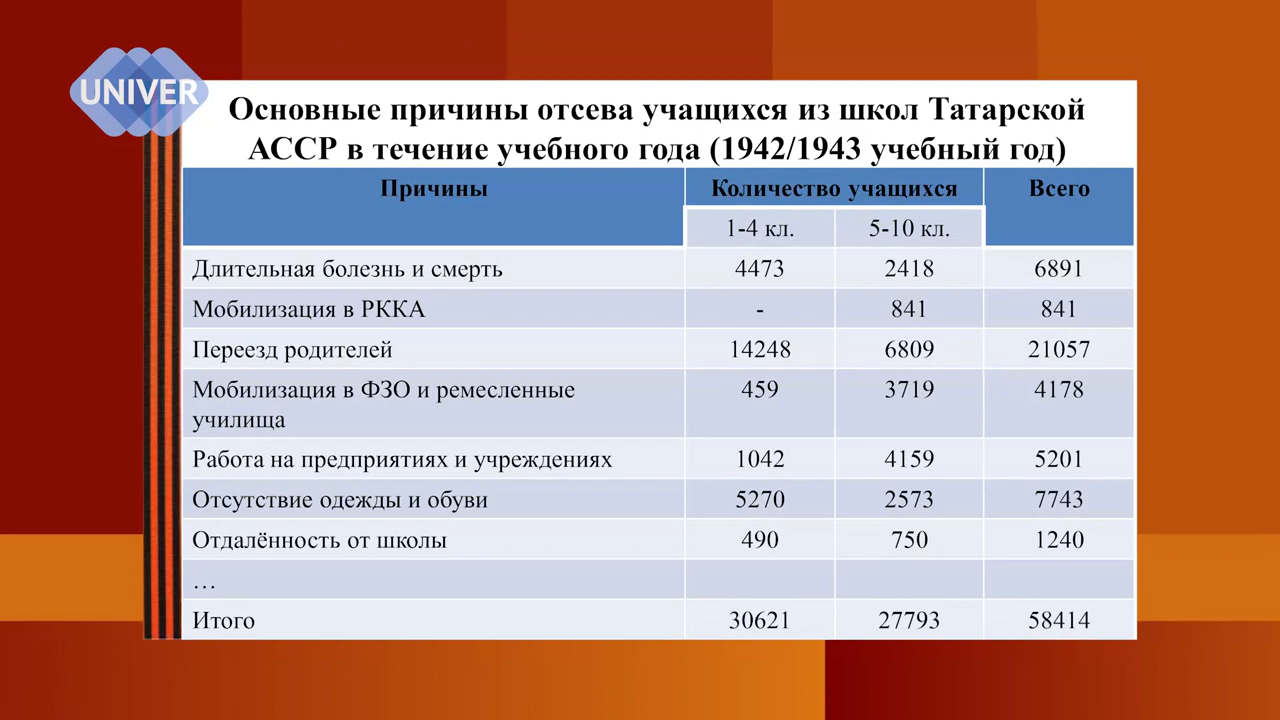 UNIVER
Основные причины отсева учащихся из школ Татарской
АССР в течение учебного года (1942/1943 учебный год)
Причины Количество учащихся Всего
1-4 кл. 5-10 кл.
Длительная болезнь и смерть 4473 2418 6891
Мобилизация в РККА - 841 841
Переезд родителей 14248 6809 21057
Мобилизация в ФЗО и ремесленные 459 3719 4178
училища
Работа на предприятиях и учреждениях 1042 4159 5201
Отсутствие одежды и обуви 5270 2573 7743
Отдалённость от школы 490 750 1240
…
Итого 30621 27793 58414